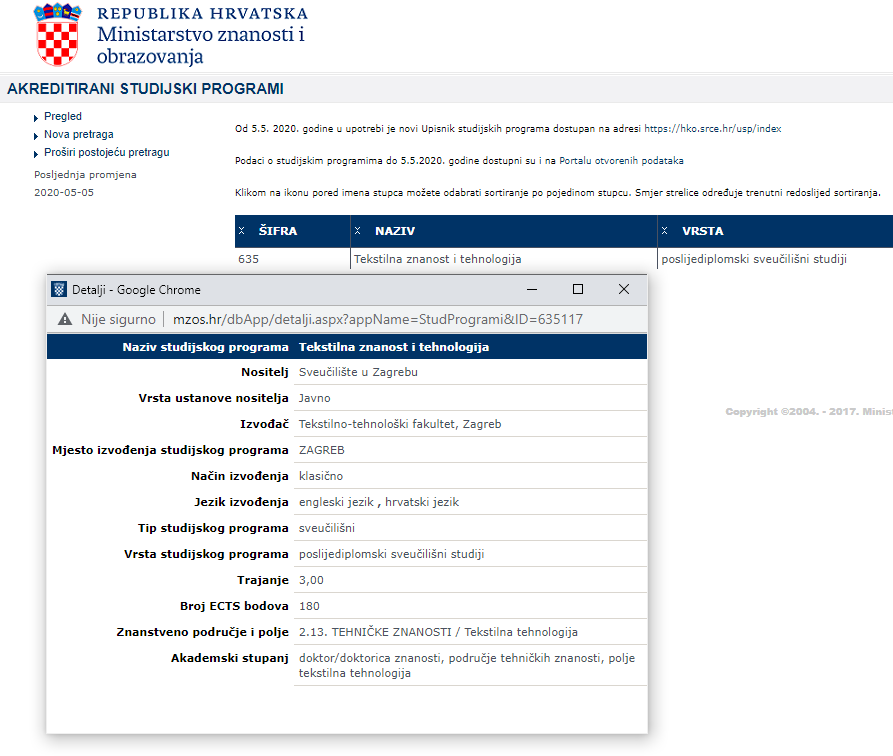 REPUBLIKA HRVATSKA
Ministarstvo znanosti i
obrazovanja
AKREDITIRANI STUDIJSKI PROGRAMI
Pregled
Nova pretraga
Proširi postojeću pretragu
Posljednja promjena
2020-05-05
Od 5.5. 2020. godine u upotrebi je novi Upisnik studijskih programa dostupan na adresi https://hko.srce.hr/usp/index
Podaci o studijskim programima do 5.5.2020. godine dostupni su i na Portalu otvorenih podataka
Klikom na ikonu pored imena stupca možete odabrati sortiranje po pojedinom stupcu. Smjer strelice određuje trenutni redoslijed sortiranja.
ŠIFRA NAZIV VRSTA
635 Tekstilna znanost i tehnologija poslijediplomski sveučilišni studiji
Detalji - Google Chrome
Nije sigurno mzos.hr/dbApp/detalji.aspx?appName=StudProgrami&ID=635117
Naziv studijskog programa Tekstilna znanost i tehnologija
Nositelj Sveučilište u Zagrebu
Vrsta ustanove nositelja Javno
Izvođač Tekstilno-tehnološki fakultet, Zagreb
Mjesto izvođenja studijskog programa ZAGREB
Način izvođenja klasično
Jezik izvođenja engleski jezik , hrvatski jezik
Tip studijskog programa sveučilišni
Vrsta studijskog programa poslijediplomski sveučilišni studiji
Trajanje 3,00
Broj ECTS bodova 180
Znanstveno područje i polje 2.13. TEHNIČKE ZNANOSTI / Tekstilna tehnologija
Akademski stupanj doktor/doktorica znanosti, područje tehničkih znanosti, polje
tekstilna tehnologija
Copyright ©2004. - 2017. Minis